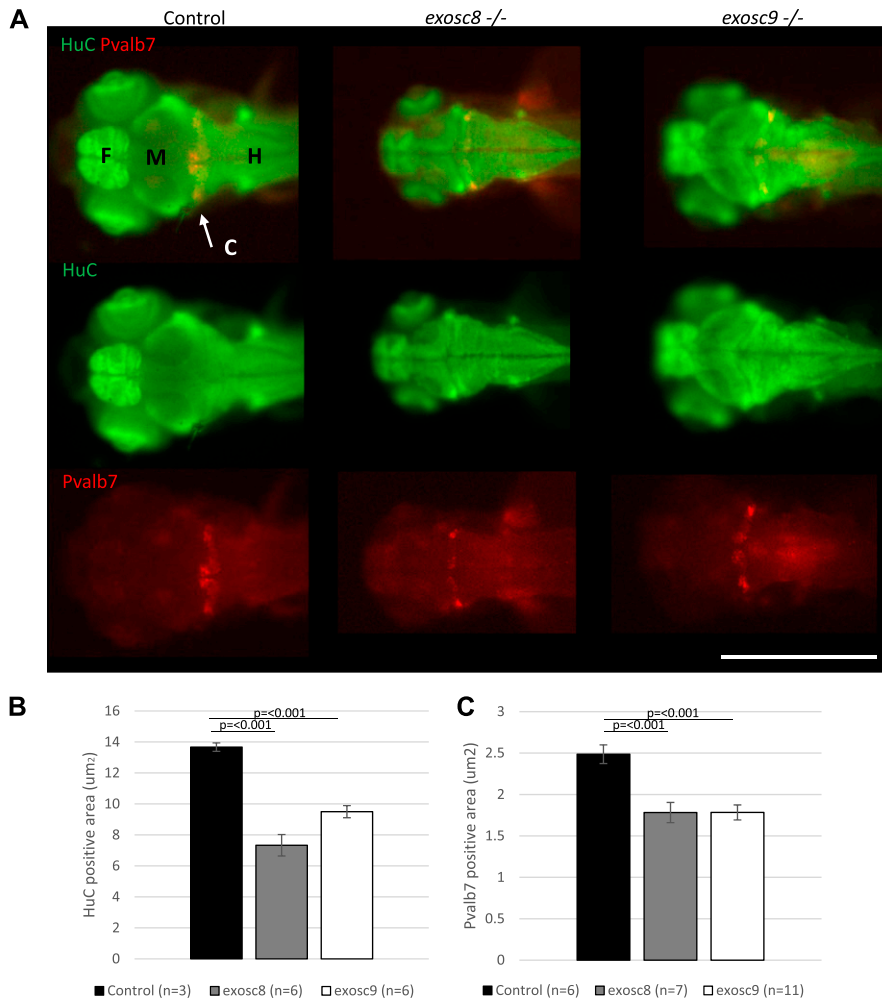 A
Control
exosc8 -/-
exosc9 -/-
HuC Pvalb7
F
M
H
C
HuC
Pvalb7
B
C
16
14
12
10
8
6
4
2
0
HuC positive area (um2)
p=<0.001
p=<0.001
Control (n=3) exosc8 (n=6) exosc9 (n=6)
3
2.5
2
1.5
1
0.5
0
Pvalb7 positive area (um2)
p=<0.001
p=<0.001
Control (n=6) exosc8 (n=7) exosc9 (n=11)